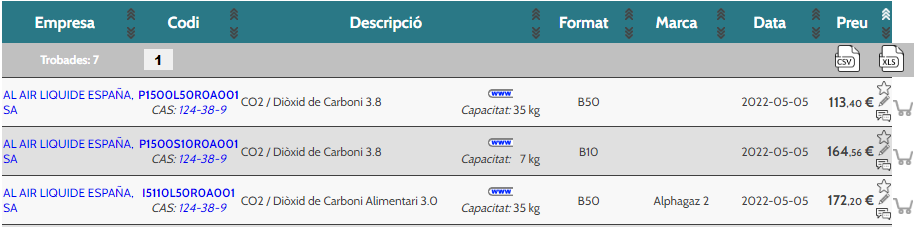 Empresa Codi Descripció Format Marca Data Preu
Trobades: 7 1 CSV XLS
AL AIR LIQUIDE ESPAÑA, SA P1500L50R0A001 CAS: 124-38-9 CO2 / Diòxid de Carboni 3.8 www Capacitat: 35 kg B50 2022-05-05 113,40 €
AL AIR LIQUIDE ESPAÑA, SA P1500S10R0A001 CAS: 124-38-9 CO2 / Diòxid de Carboni 3.8 www Capacitat: 7 kg B10 2022-05-05 164,56 €
AL AIR LIQUIDE ESPAÑA, SA I5110L50R0A001 CAS: 124-38-9 CO2 / Diòxid de Carboni Alimentari 3.0 www Capacitat: 35 kg B50 Alphagaz 2 2022-05-05 172,20 €